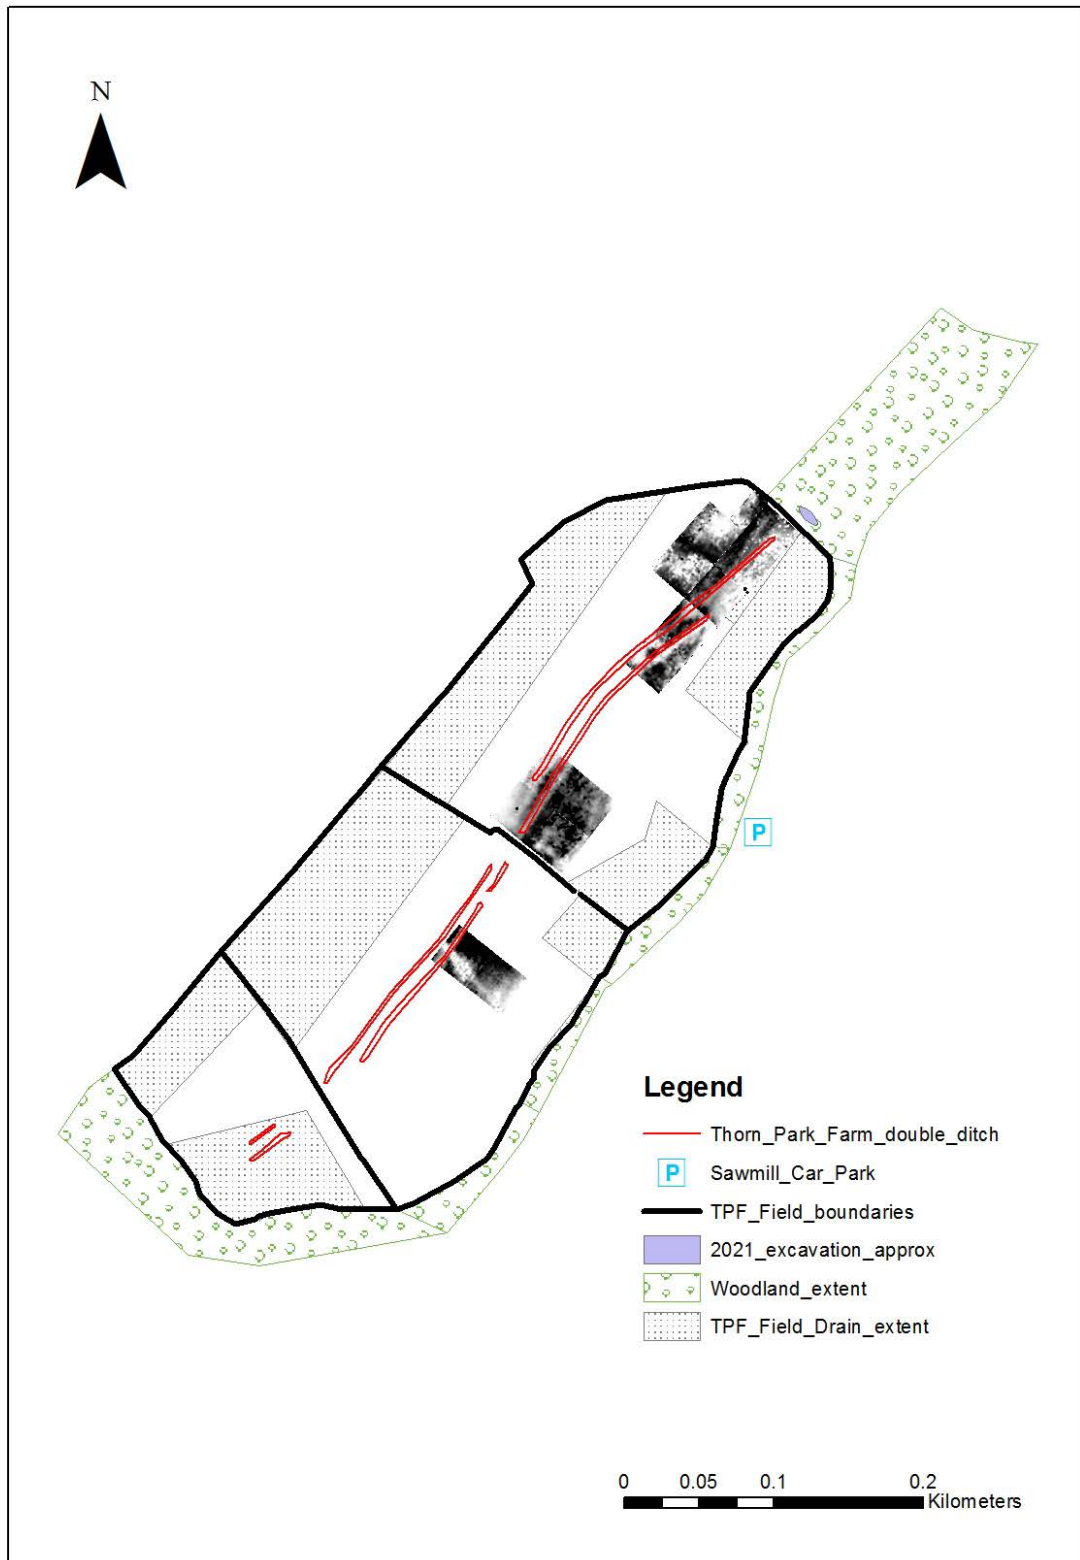 N
P
Legend
Thorn_Park_Farm_double_ditch
P Sawmill_Car_Park
TPF_Field_boundaries
2021_excavation_approx
Woodland_extent
TPF_Field_Drain_extent
0 0.05 0.1 0.2
Kilometers